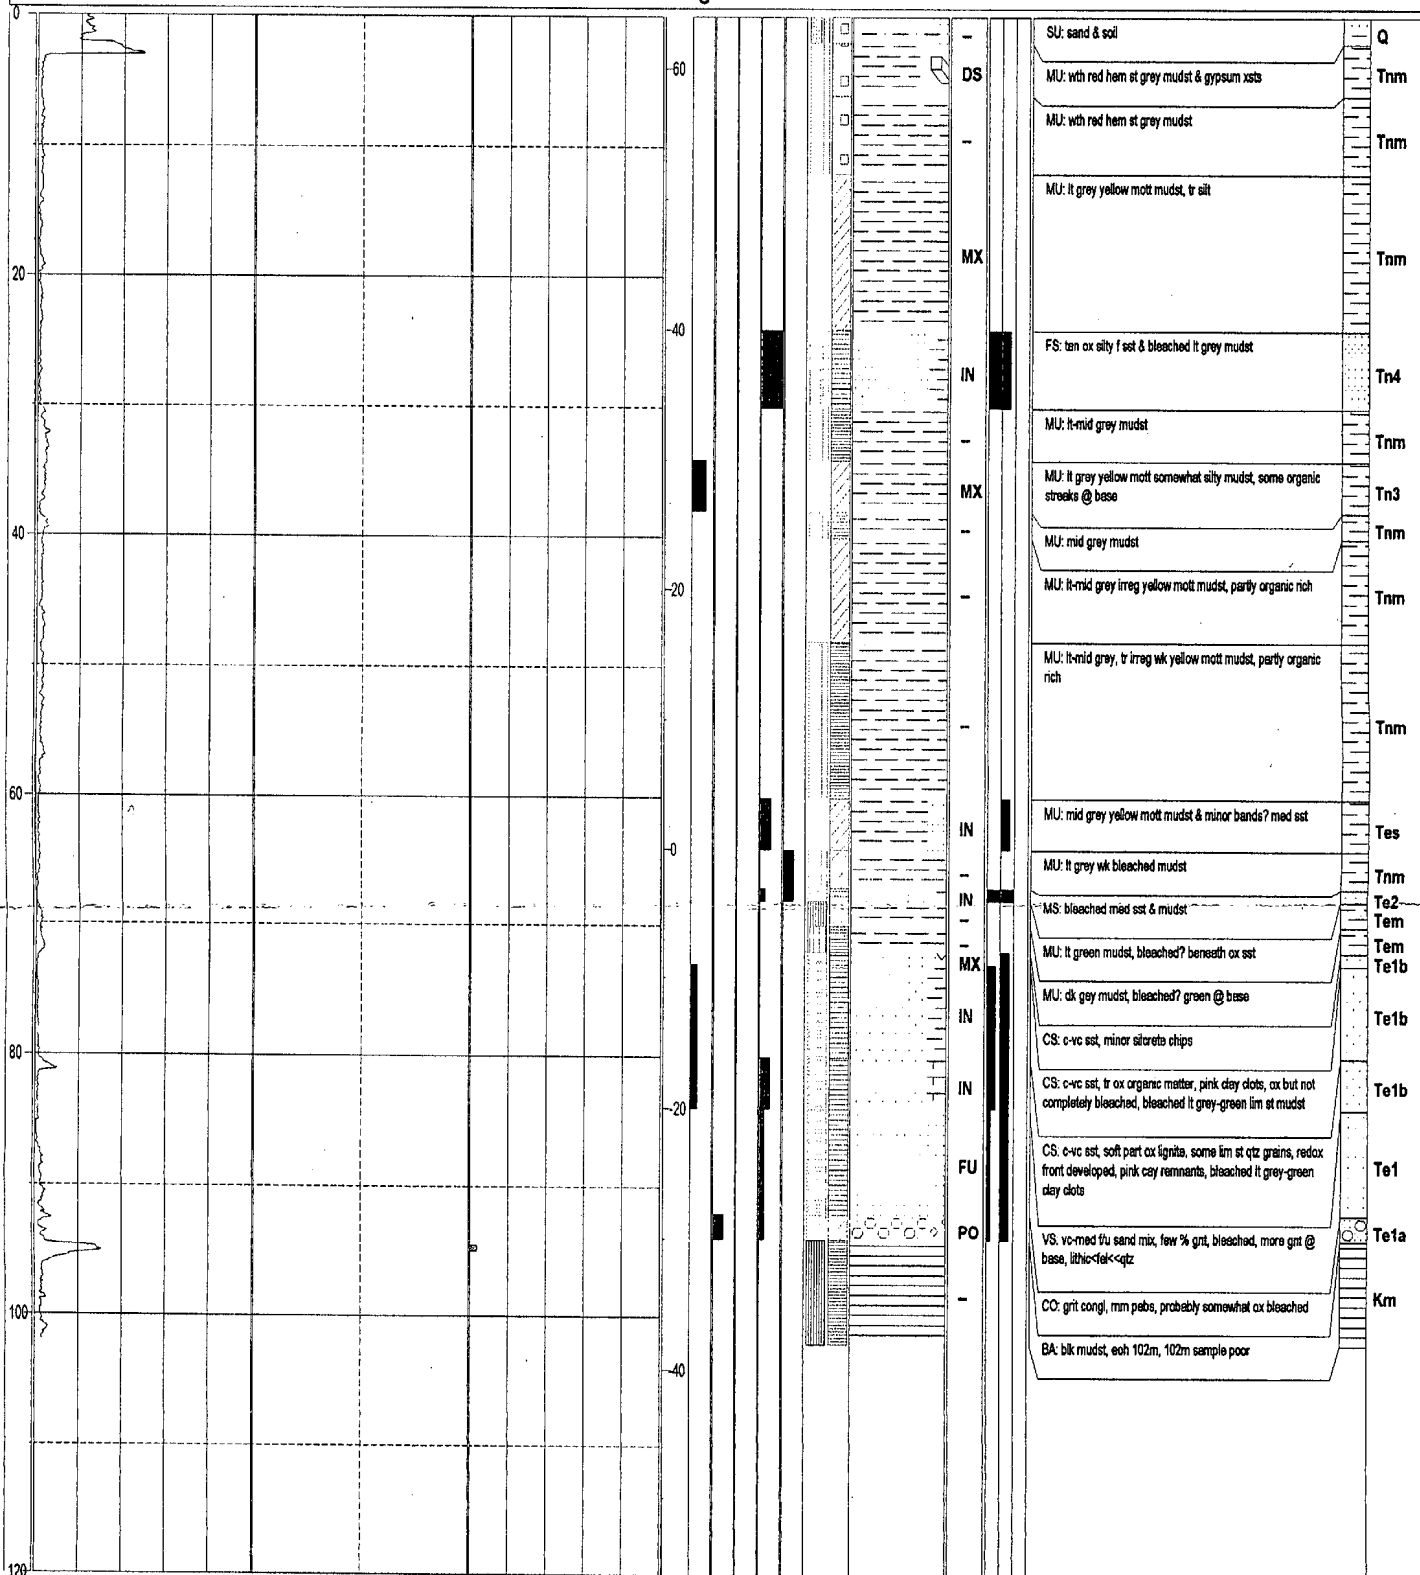 0
SU: sand & soil
Q
60
DS
MU: wth red hem st grey mudst & gypsum xsts
Tnm
MU: wth red hem st grey mudst
Tnm
MU: lt grey yellow mott mudst, tr silt
MX
Tnm
20
40
FS: tan ox silty f sst & bleached lt grey mudst
IN
Tn4
MU: lt-mid grey mudst
Tnm
MU: lt grey yellow mott somewhat silty mudst, some organic
streaks @ base
MX
Tn3
40
MU: mid grey mudst
Tnm
20
MU: lt-mid grey irreg yellow mott mudst, partly organic rich
Tnm
MU: lt-mid grey, tr irreg wk yellow mott mudst, partly organic
rich
Tnm
60
MU: mid grey yellow mott mudst & minor bands? med sst
IN
Tes
0
MU: lt grey wk bleached mudst
Tnm
IN
Te2
MS: bleached med sst & mudst
Tem
MU: lt green mudst, bleached? beneath ox sst
Tem
MX
Te1b
MU: dk gey mudst, bleached? green @ base
IN
Te1b
80
CS: c-vc sst, minor silcrete chips
IN
Te1b
CS: c-vc sst, tr ox organic matter, pink clay clots, ox but not
completely bleached, bleached lt grey-green lim st mudst
-20
CS: c-vc sst, soft part ox lignite, some lim st qtz grains, redox
front developed, pink cay remnants, bleached lt grey-green
clay clots
FU
Te1
PO
Te1a
VS: vc-med f/u sand mix, few % grnt, bleached, more grnt @
base, lithic<fel<<qtz
100
CO: grit congl, mm pebs, probably somewhat ox bleached
Km
BA: blk mudst, eoh 102m, 102m sample poor
-40
120